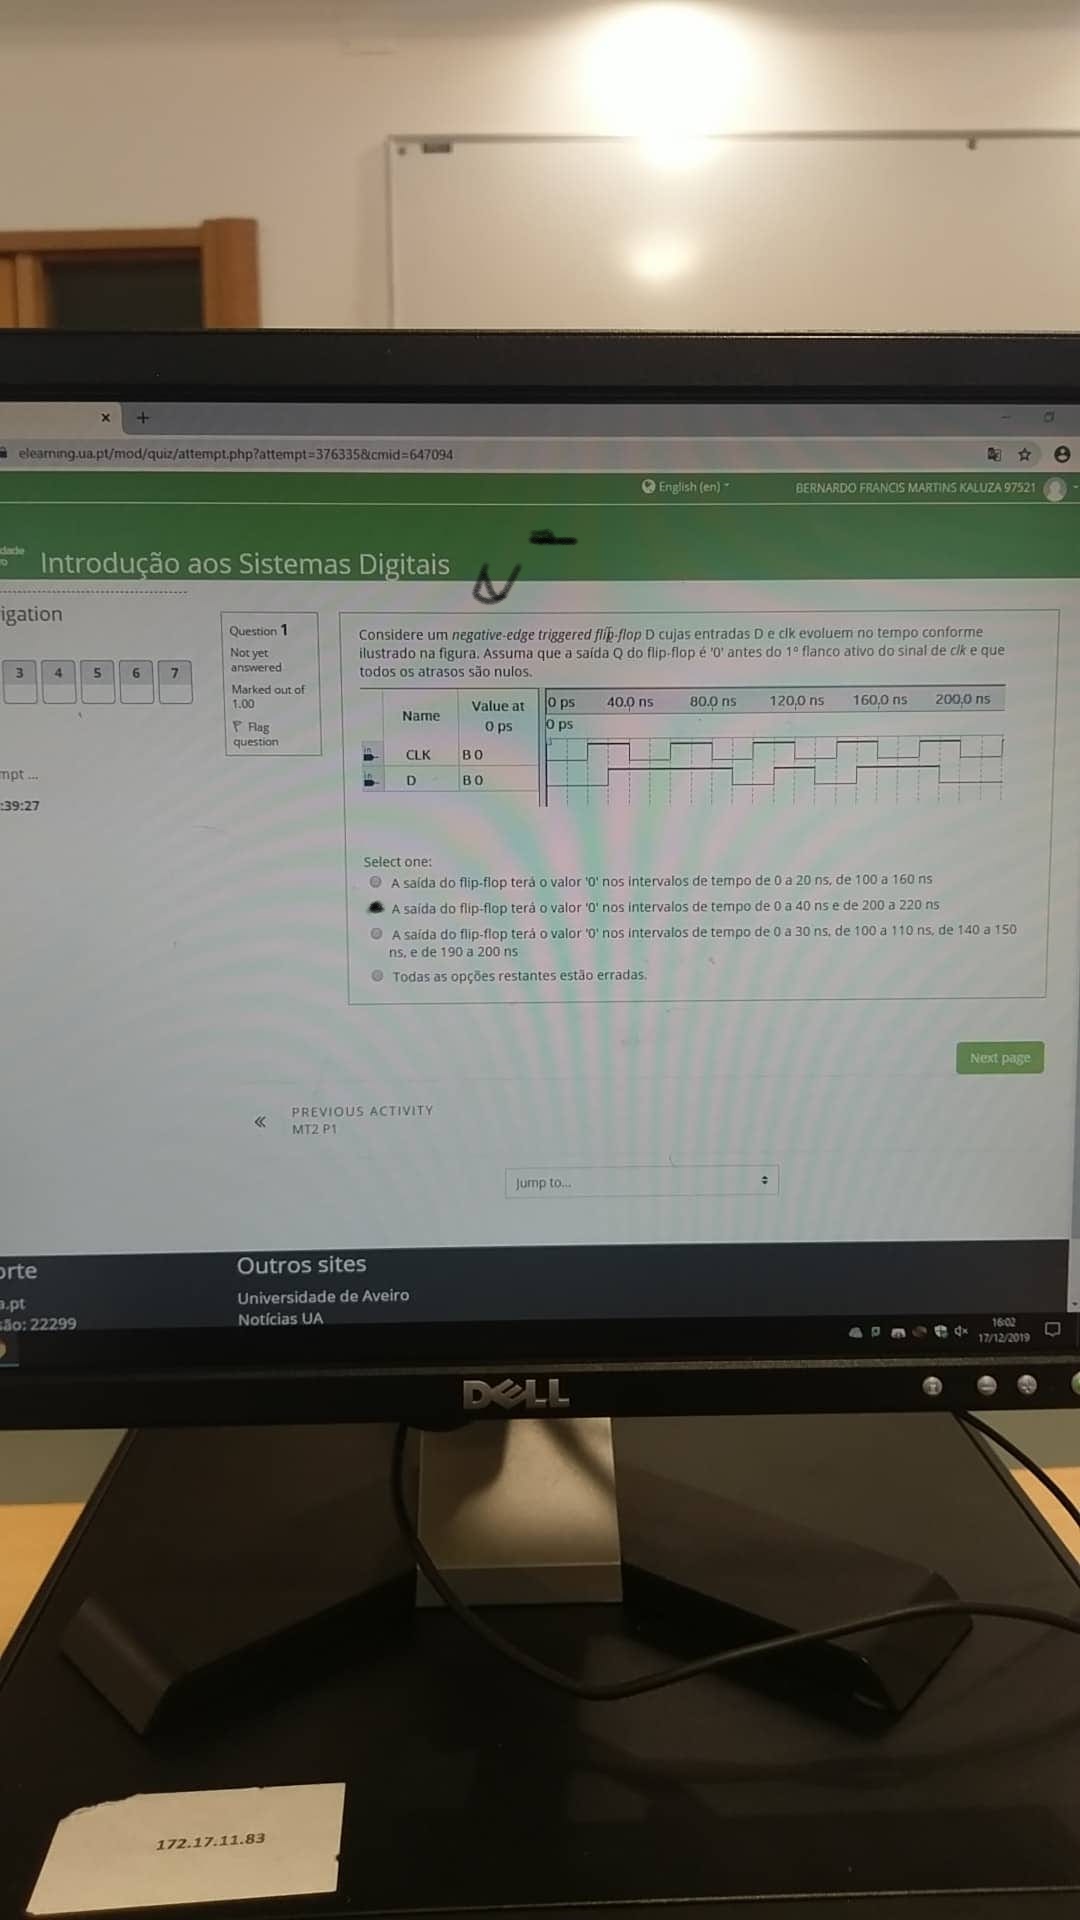 elearning.ua.pt/mod/quiz/attempt.php?attempt=376335&cmid=647094
English (en)
BERNARDO FRANCIS MARTINS KALUZA 97521
dade
Introdução aos Sistemas Digitais
igation
3 4 5 6 7
mpt ...
:39:27
Question 1
Not yet
answered
Marked out of
1.00
Flag
question
Considere um negative-edge triggered flip-flop D cujas entradas D e clk evoluem no tempo conforme
ilustrado na figura. Assuma que a saída Q do flip-flop é '0' antes do 1º flanco ativo do sinal de clk e que
todos os atrasos são nulos.
Name
Value at
0 ps
0 ps 40.0 ns 80.0 ns 120,0 ns 160,0 ns 200,0 ns
0 ps
in CLK B 0
in D B 0
Select one:
A saída do flip-flop terá o valor '0' nos intervalos de tempo de 0 a 20 ns, de 100 a 160 ns
A saída do flip-flop terá o valor '0' nos intervalos de tempo de 0 a 40 ns e de 200 a 220 ns
A saída do flip-flop terá o valor '0' nos intervalos de tempo de 0 a 30 ns, de 100 a 110 ns, de 140 a 150
ns, e de 190 a 200 ns
Todas as opções restantes estão erradas.
Next page
PREVIOUS ACTIVITY
MT2 P1
Jump to...
orte
a.pt
são: 22299
Outros sites
Universidade de Aveiro
Notícias UA
16:02
17/12/2019
DELL
172.17.11.83